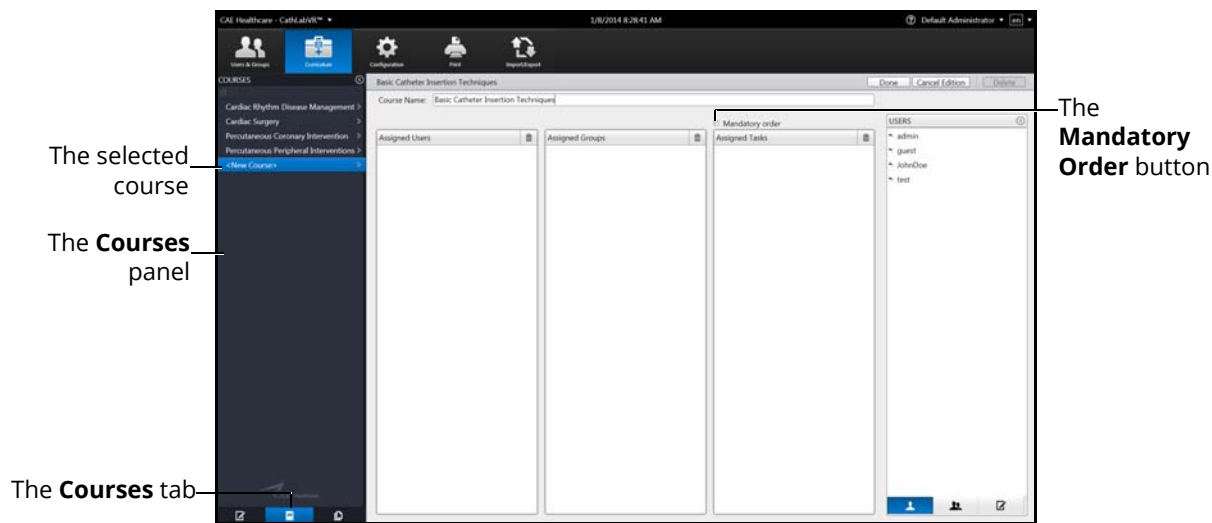 CAE Healthcare - CathLabVR™
1/8/2014 8:28:41 AM
Default Administrator
en
Users & Groups
Curriculum
Configuration
Print
Import/Export
COURSES
Cardiac Rhythm Disease Management
Cardiac Surgery
Percutaneous Coronary Intervention
Percutaneous Peripheral Interventions
<New Course>
Basic Catheter Insertion Techniques
Done
Cancel Edition
Delete
Course Name:
Basic Catheter Insertion Techniques
Mandatory order
Assigned Users
Assigned Groups
Assigned Tasks
USERS
admin
guest
JohnDoe
test
The selected
course
The Courses
panel
The Courses tab
The
Mandatory
Order button